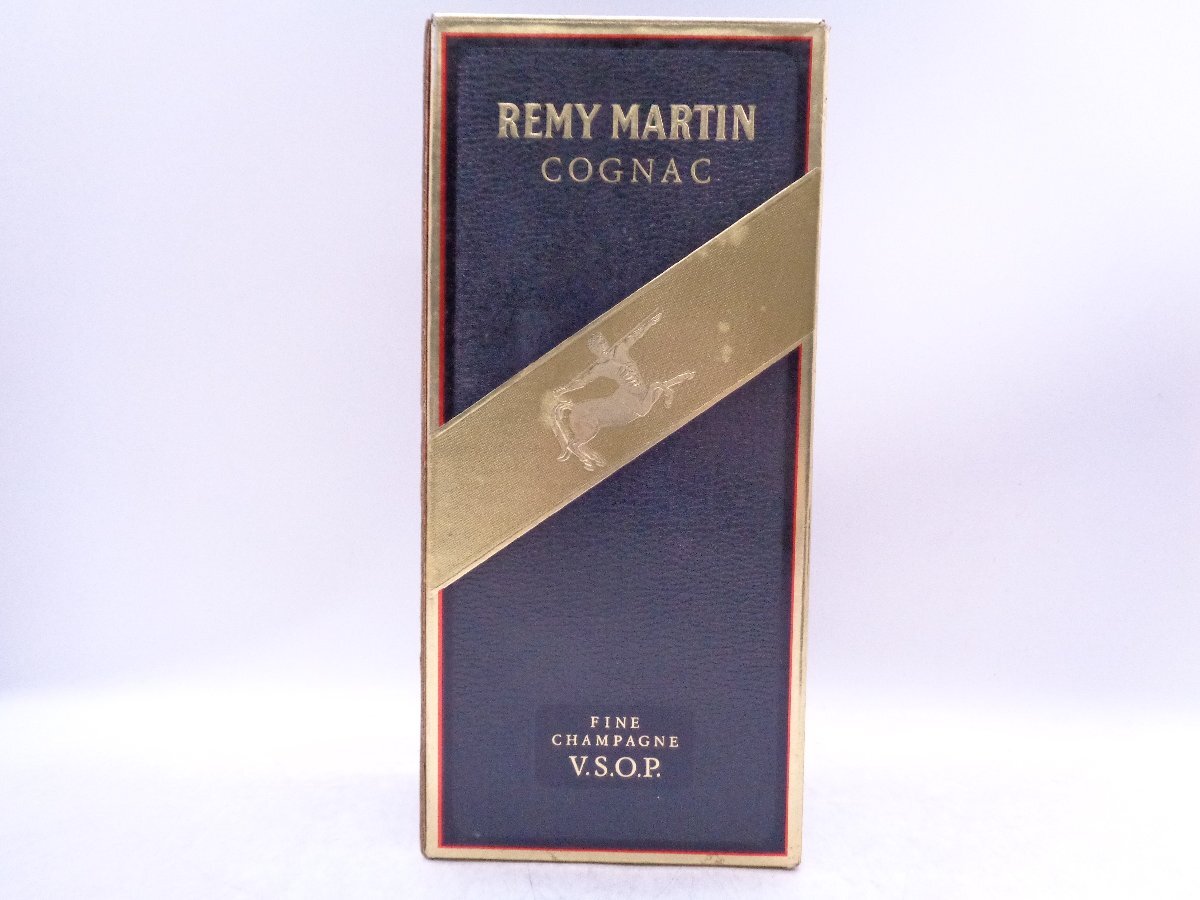 REMY MARTIN
COGNAC
FINE
CHAMPAGNE
V.S.O.P.